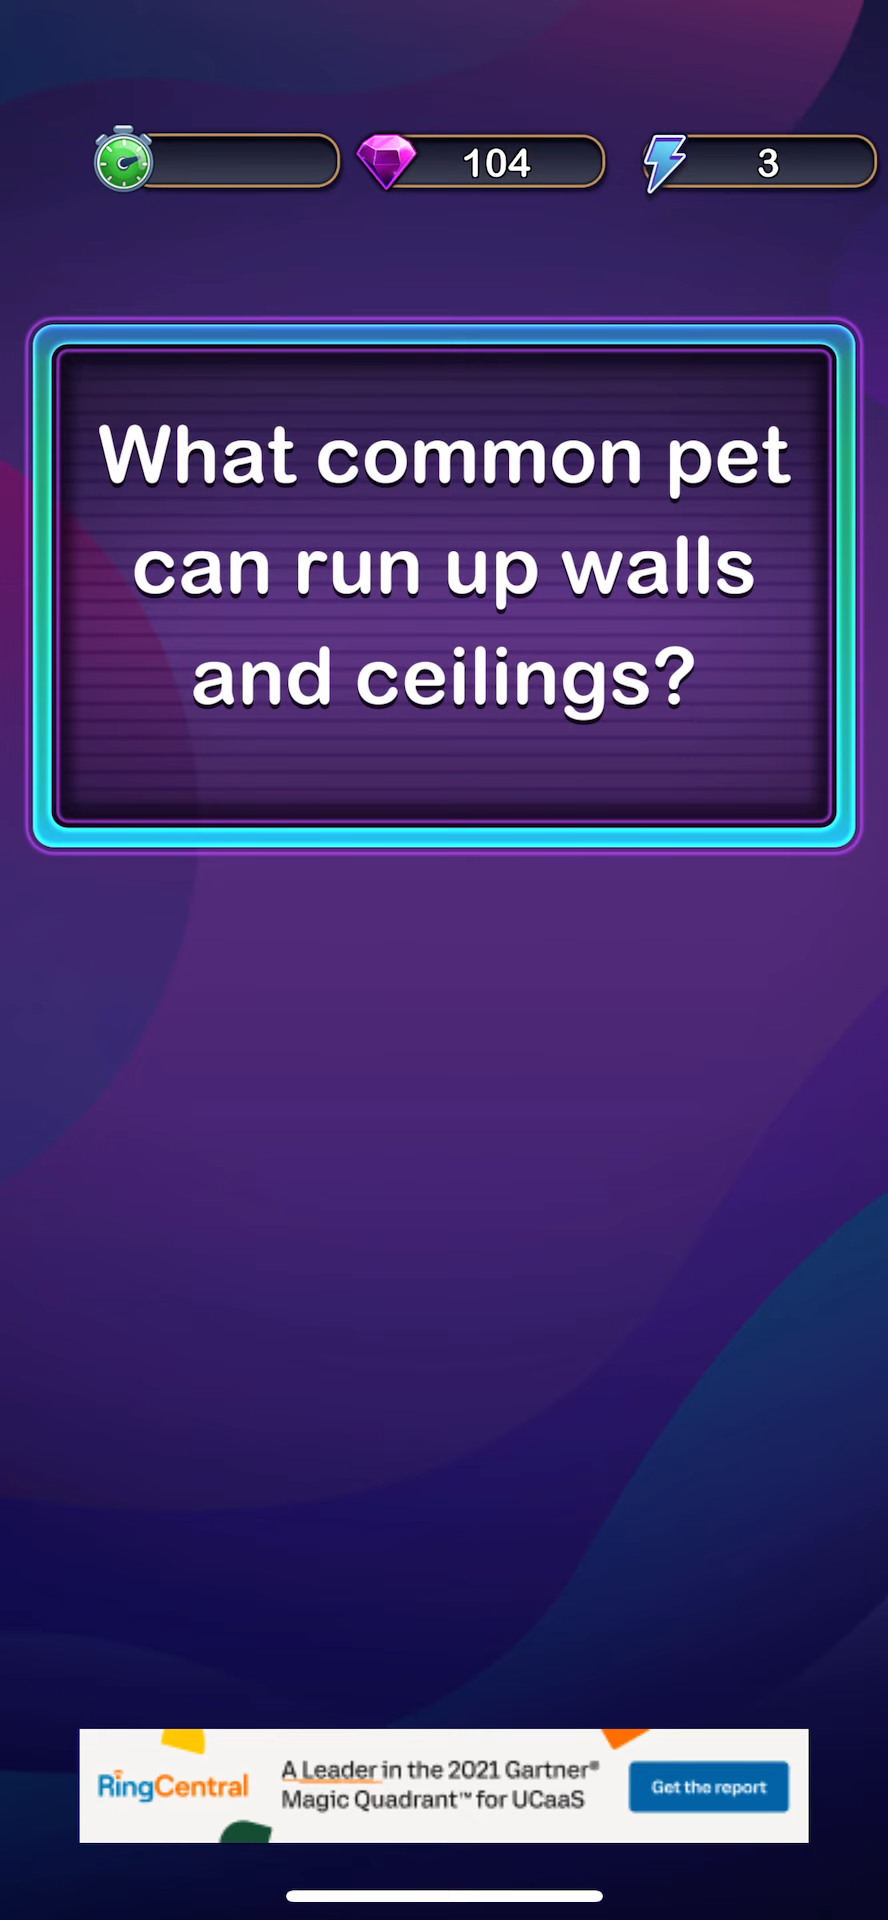 104
3
What common pet
can run up walls
and ceilings?
RingCentral
A Leader in the 2021 Gartner®
Magic Quadrant™ for UCaaS
Get the report